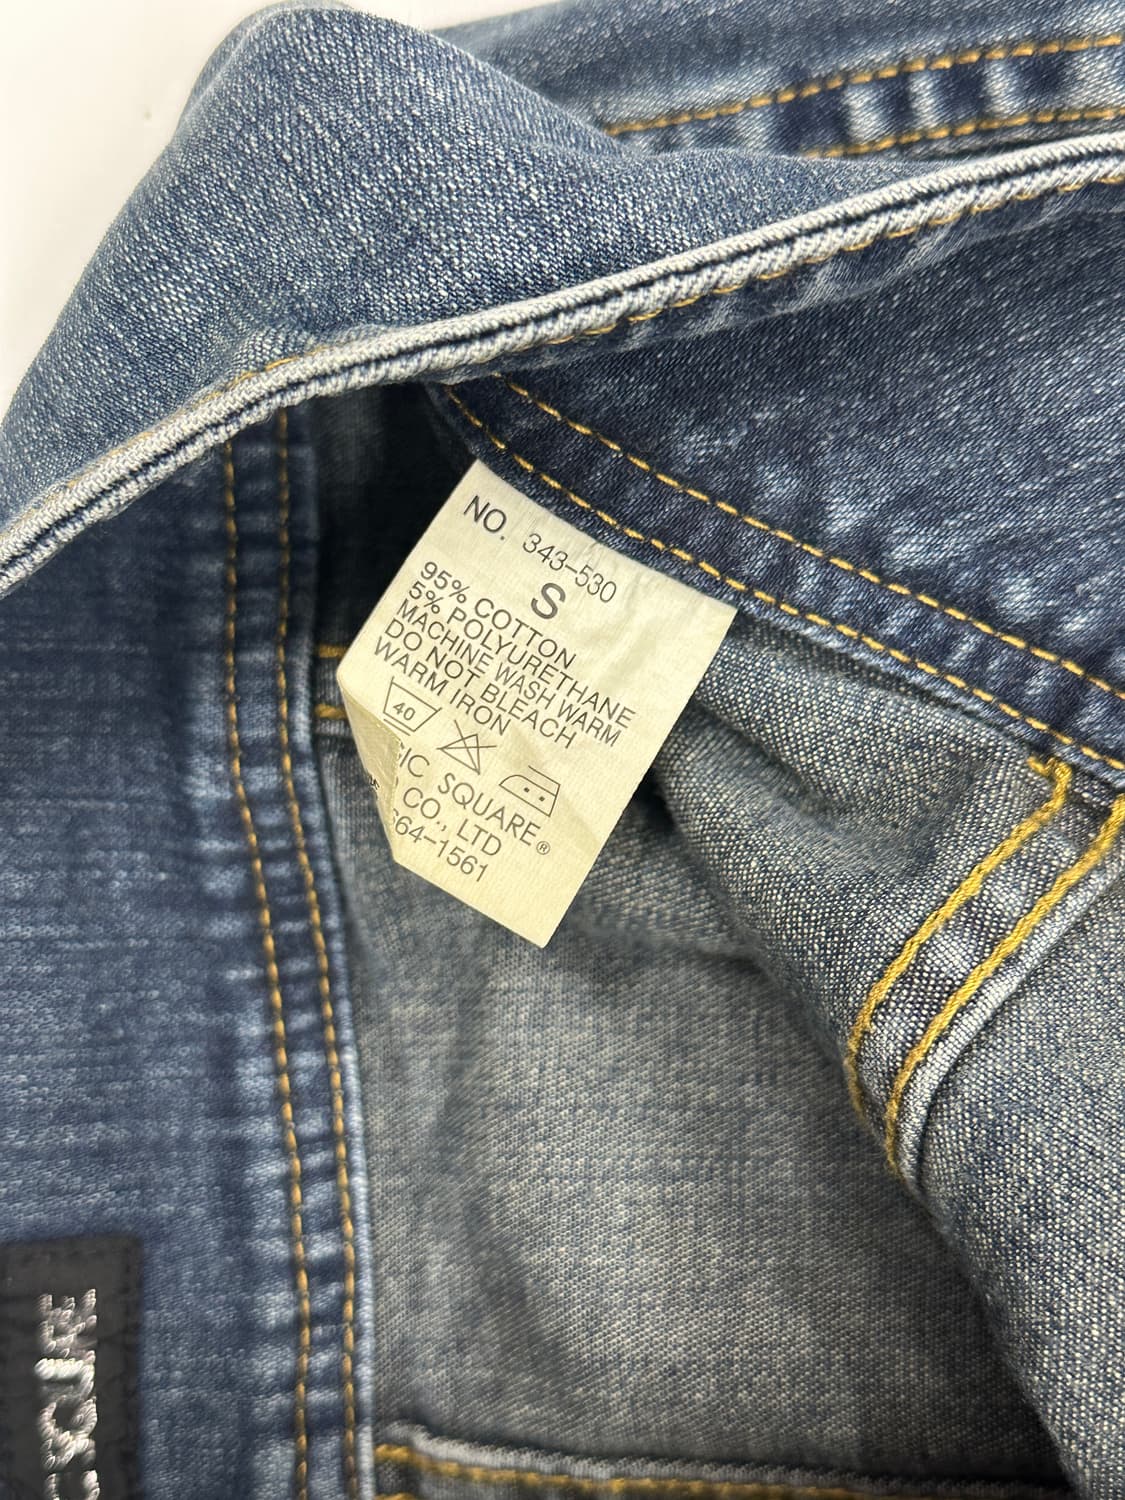 NO. 343–530
S
95% COTTON
5% POLYURETHANE
MACHINE WASH WARM
DO NOT BLEACH
WARM IRON
40
IC SQUARE®
CO., LTD
64–1561